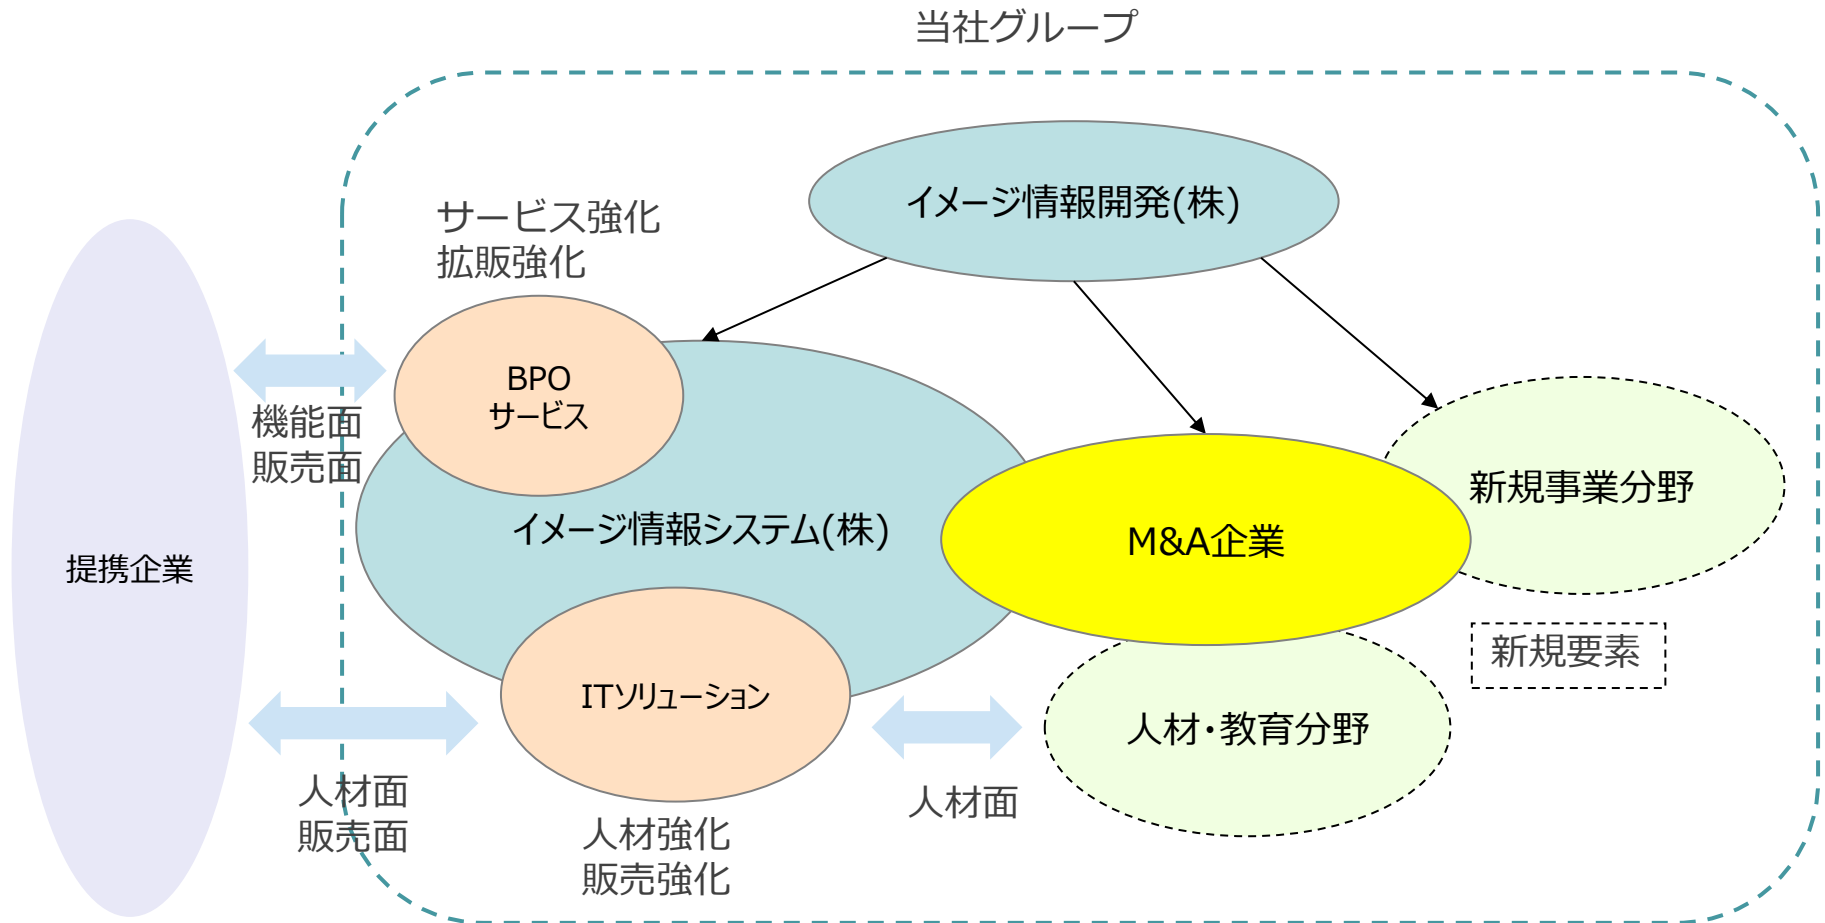 当社グループ
イメージ情報開発(株)
サービス強化
拡販強化
BPO
サービス
機能面
販売面
イメージ情報システム(株)
M&A企業
新規事業分野
提携企業
新規要素
ITソリューション
人材・教育分野
人材面
販売面
人材面
人材強化
販売強化